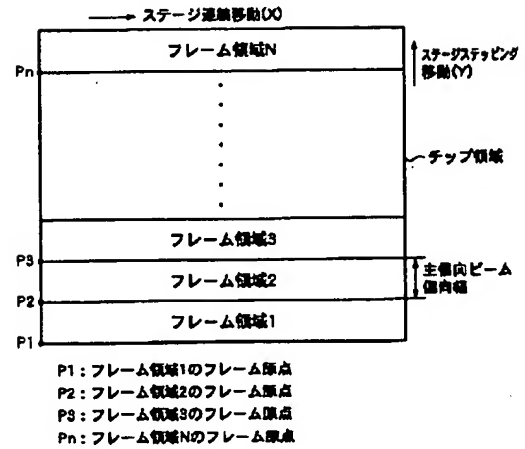 ステージ連続移動(X)
フレーム領域N
ステージステッピング
移動(Y)
Pn
チップ領域
フレーム領域3
P3
フレーム領域2
主偏向ビーム
偏向幅
P2
フレーム領域1
P1
P1:フレーム領域1のフレーム原点
P2:フレーム領域2のフレーム原点
P3:フレーム領域3のフレーム原点
Pn:フレーム領域Nのフレーム原点